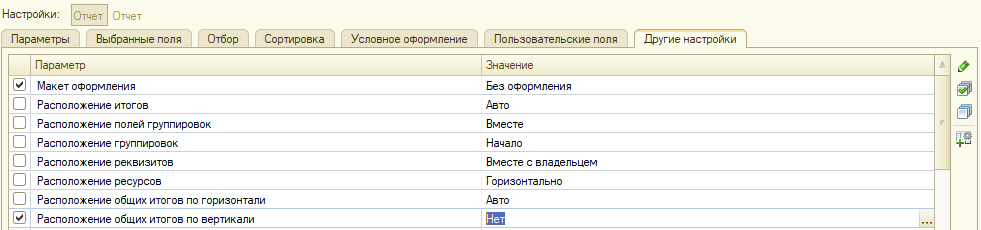 Настройки: Отчет Отчет
Параметры Выбранные поля Отбор Сортировка Условное оформление Пользовательские поля Другие настройки
Параметр Значение
Макет оформления Без оформления
Расположение итогов Авто
Расположение полей группировок Вместе
Расположение группировок Начало
Расположение реквизитов Вместе с владельцем
Расположение ресурсов Горизонтально
Расположение общих итогов по горизонтали Авто
Расположение общих итогов по вертикали Нет ...